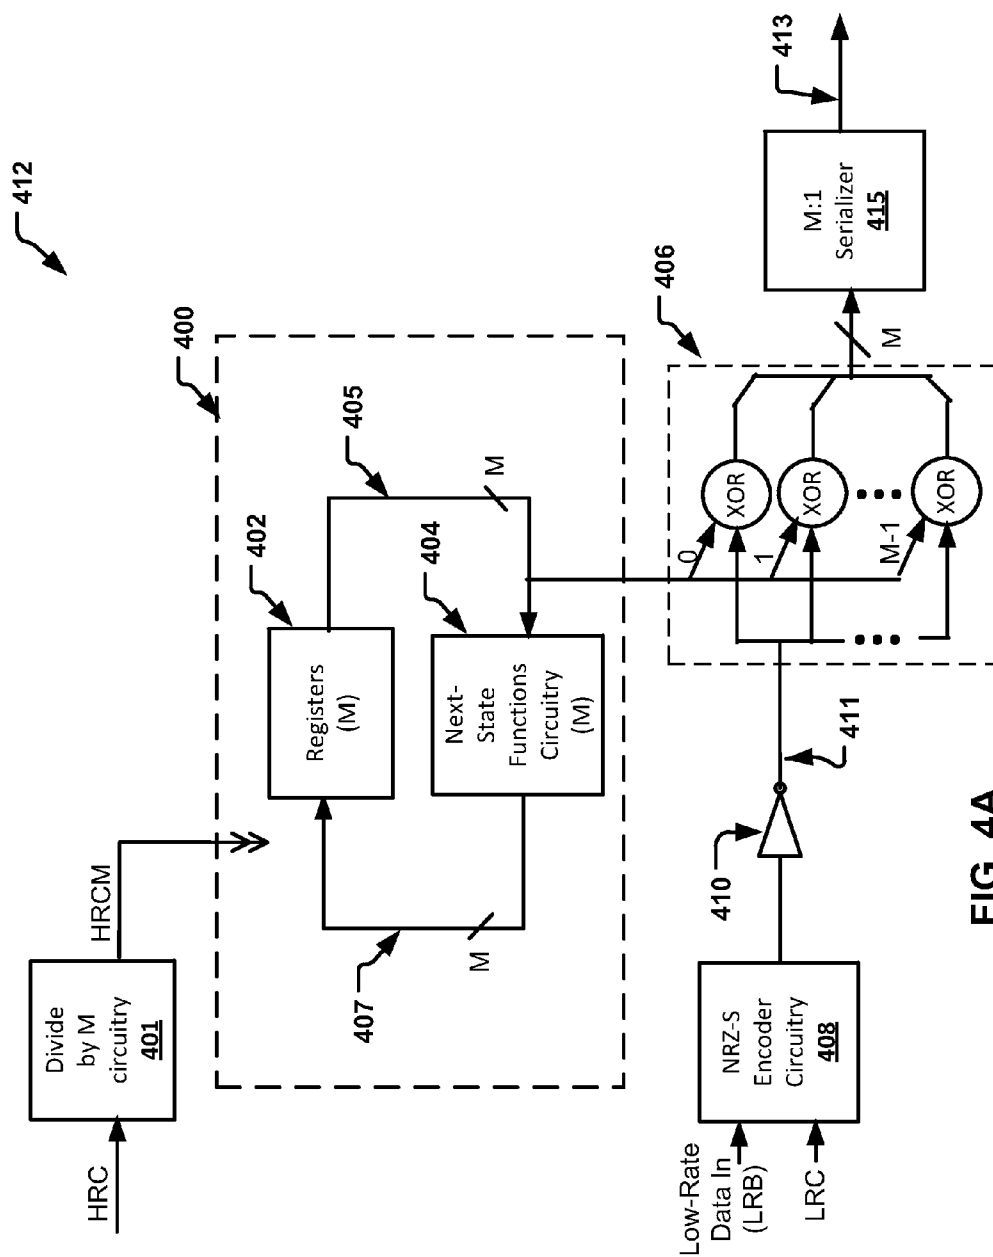 412
HRC
Divide
by M
circuitry
401
HRCM
400
Registers
(M)
402
405
M
Next-
State
Functions
Circuitry
(M)
404
407
M
Low-Rate
Data In
(LRB)
LRC
NRZ-S
Encoder
Circuitry
408
410
411
0
1
M-1
XOR
XOR
XOR
406
M
M:1
Serializer
415
413
FIG. 4A